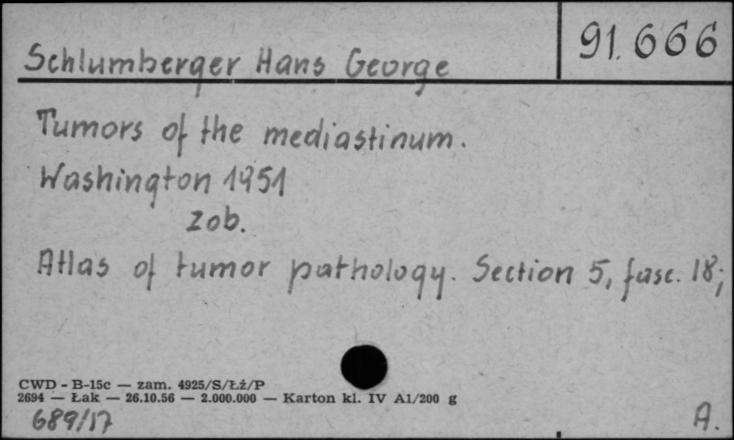 Schlumberger Hans George
91.666
Tumors of the mediastinum.
Washington 1951
zob.
Atlas of tumor pathology. Section 5, fasc. 18;
CWD - B-15c — zam. 4925/S/Łż/P
2694 — Łak — 26.10.56 — 2.000.000 — Karton kl. IV A1/200 g
689/57
A.